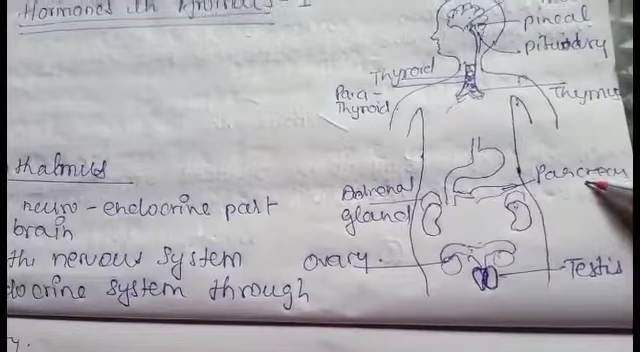 Hormones in Animals - I
pineal
pituitary
Thyroid
Para -
Thyroid
Thymus
thalmus
Pancreas
Adrenal
gland
neuro - endocrine part
brain
the nervous system
ovary
Testis
docrine system through
y.